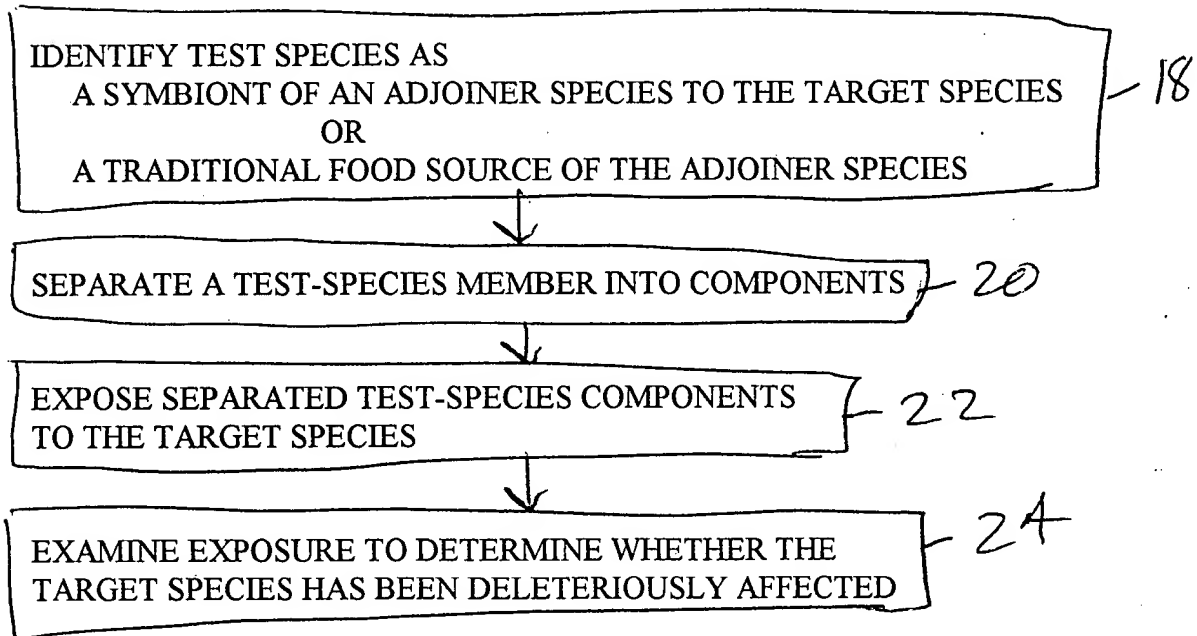 IDENTIFY TEST SPECIES AS
A SYMBIONT OF AN ADJOINER SPECIES TO THE TARGET SPECIES
OR
A TRADITIONAL FOOD SOURCE OF THE ADJOINER SPECIES
18
SEPARATE A TEST-SPECIES MEMBER INTO COMPONENTS
20
EXPOSE SEPARATED TEST-SPECIES COMPONENTS
TO THE TARGET SPECIES
22
EXAMINE EXPOSURE TO DETERMINE WHETHER THE
TARGET SPECIES HAS BEEN DELETERIOUSLY AFFECTED
24